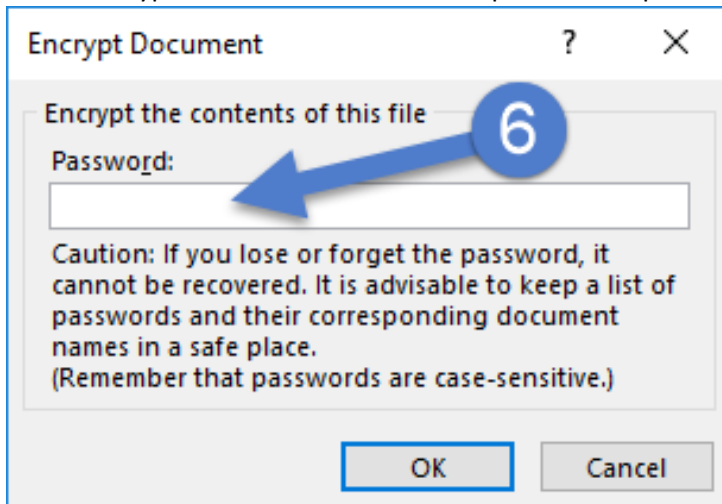 Encrypt Document ? ×
Encrypt the contents of this file
6
Password:
Caution: If you lose or forget the password, it
cannot be recovered. It is advisable to keep a list of
passwords and their corresponding document
names in a safe place.
(Remember that passwords are case-sensitive.)
OK Cancel